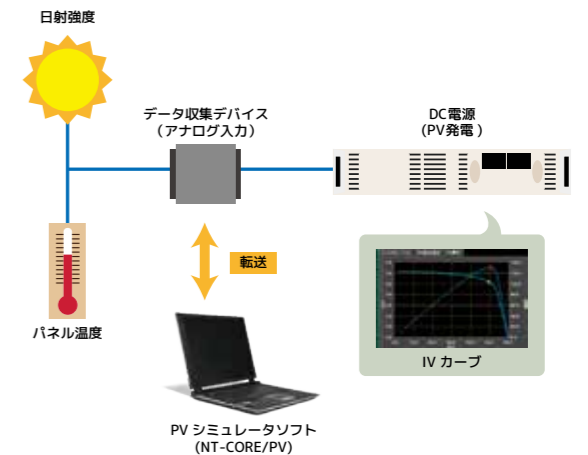 日射強度
データ収集デバイス
(アナログ入力)
DC電源
(PV発電 )
転送
パネル温度
IV カーブ
PV シミュレータソフト
(NT-CORE/PV)